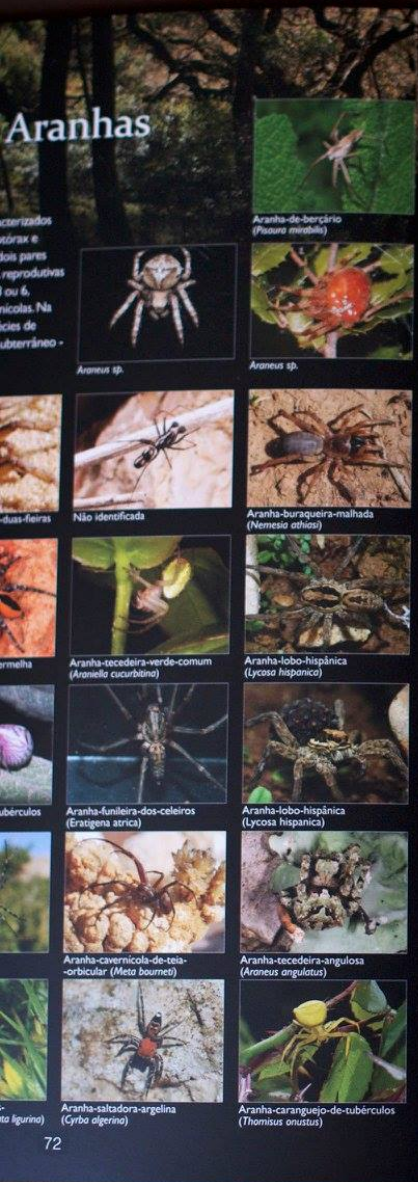 Aranhas
Aranha-de-berçário
(Pisaura mirabilis)
cterizados
otórax e
dois pares
reprodutivas
l ou 6,
nícolas. Na
écies de
ubterrâneo -
Araneus sp.
Araneus sp.
-duas-fieiras
Não identificada
Aranha-buraqueira-malhada
(Nemesia athiasi)
ermelha
Aranha-tecedeira-verde-comum
(Araniella cucurbitina)
Aranha-lobo-hispânica
(Lycosa hispanica)
ubérculos
Aranha-funileira-dos-celeiros
(Eratigena atrica)
Aranha-lobo-hispânica
(Lycosa hispanica)
Aranha-cavernícola-de-teia-
-orbicular (Meta bourneti)
Aranha-tecedeira-angulosa
(Araneus angulatus)
ta ligurina)
Aranha-saltadora-argelina
(Cyrba algerina)
Aranha-caranguejo-de-tubérculos
(Thomisus onustus)
72